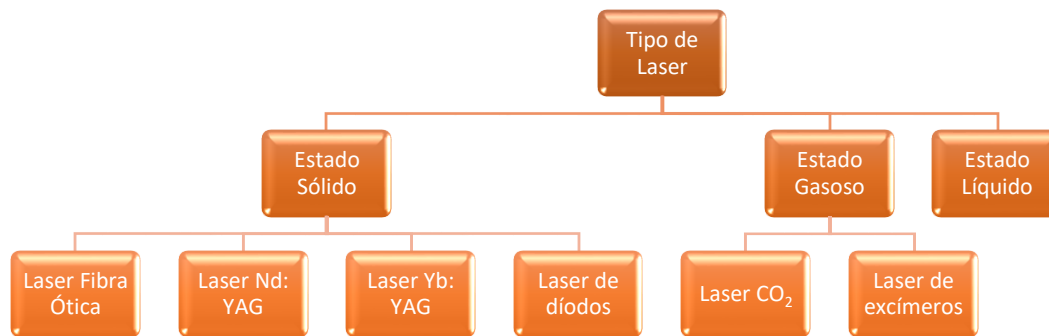 Tipo de
Laser
Estado
Sólido
Estado
Gasoso
Estado
Líquido
Laser Fibra
Ótica
Laser Nd:
YAG
Laser Yb:
YAG
Laser de
díodos
Laser CO₂
Laser de
excímeros